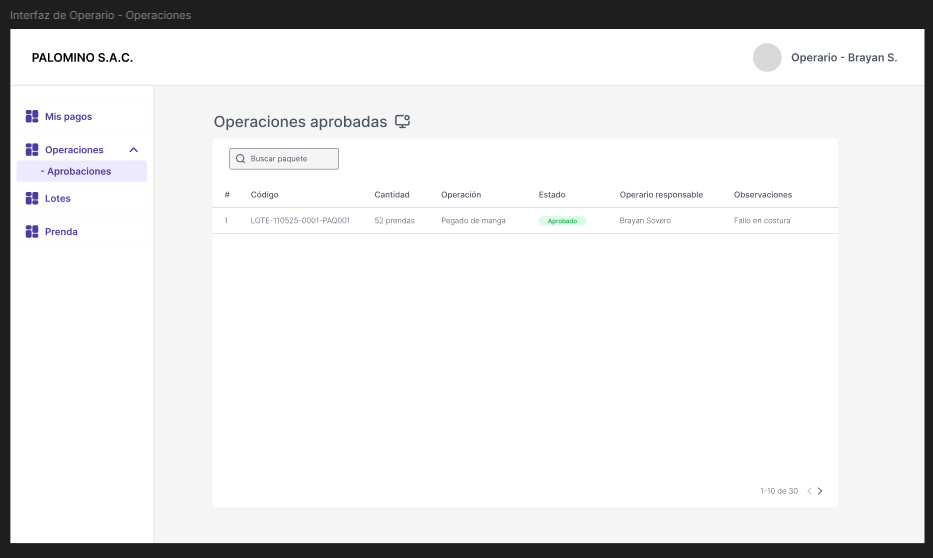 Interfaz de Operario - Operaciones
PALOMINO S.A.C.
Operario - Brayan S.
Mis pagos
Operaciones
- Aprobaciones
Lotes
Prenda
Operaciones aprobadas
Buscar paquete
# Código Cantidad Operación Estado Operario responsable Observaciones
1 LOTE-110525-0001-PAQ001 52 prendas Pegado de manga Aprobado Brayan Sovero Fallo en costura
1-10 de 30